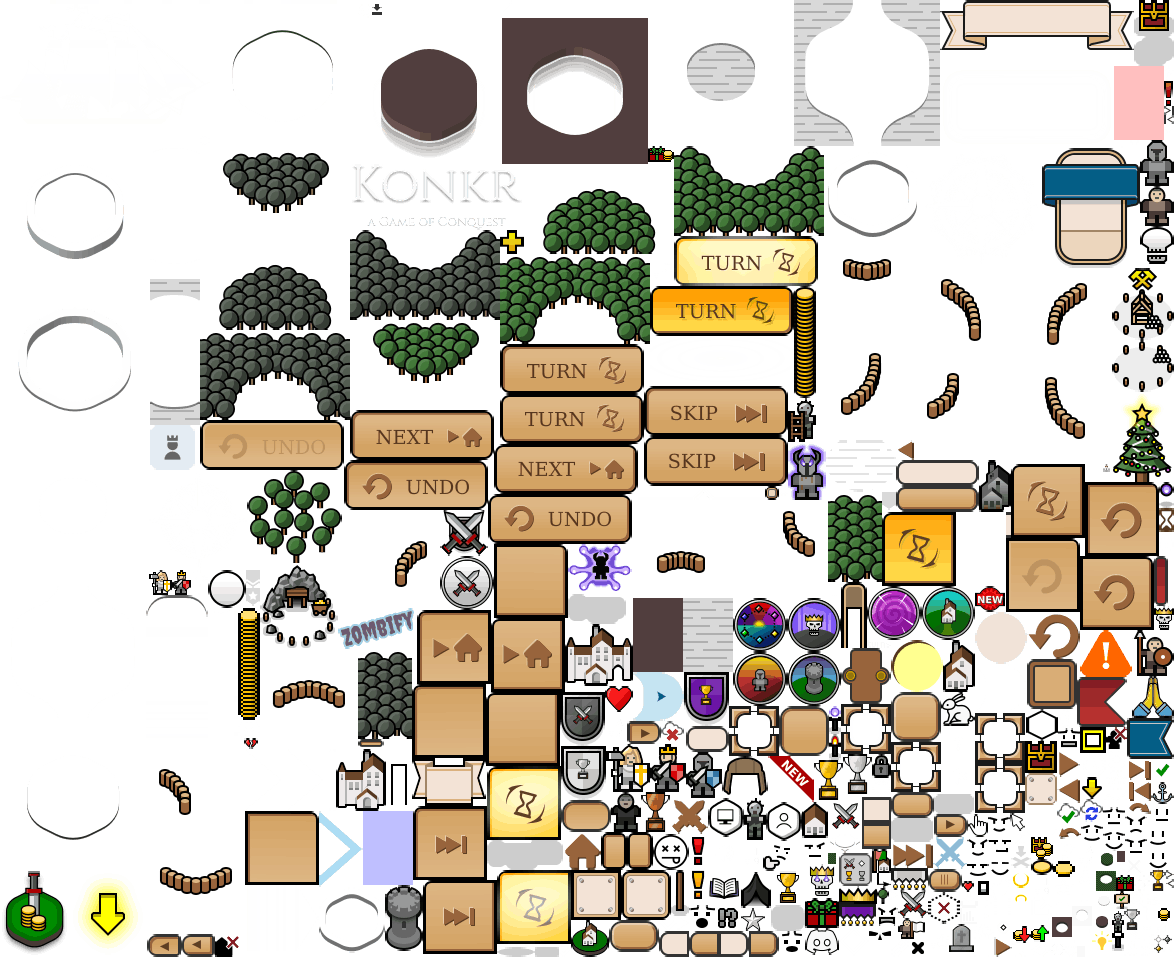 KONKR
A GAME OF CONQUEST
TURN
TURN
TURN
TURN
SKIP
SKIP
UNDO
NEXT
NEXT
UNDO
UNDO
NEW
ZOMBIFY
NEW